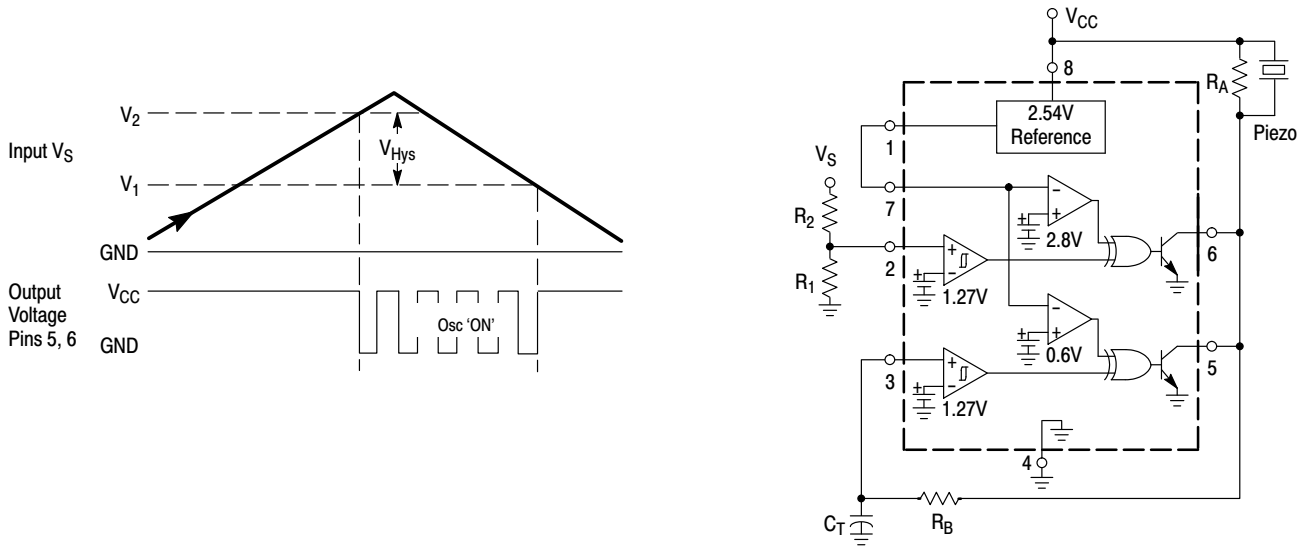 V2
Input VS
VHys
V1
GND
Output
Voltage
Pins 5, 6
VCC
Osc 'ON'
GND
VCC
8
RA
Piezo
2.54V
Reference
1
VS
7
R2
-
+
2.8V
6
2
+
-
+
1.27V
R1
-
+
0.6V
5
3
+
-
+
1.27V
4
CT
RB